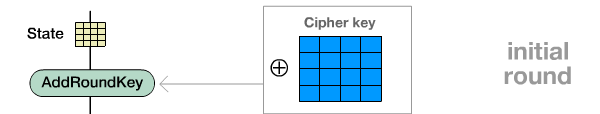 State
Cipher key
AddRoundKey
initial
round